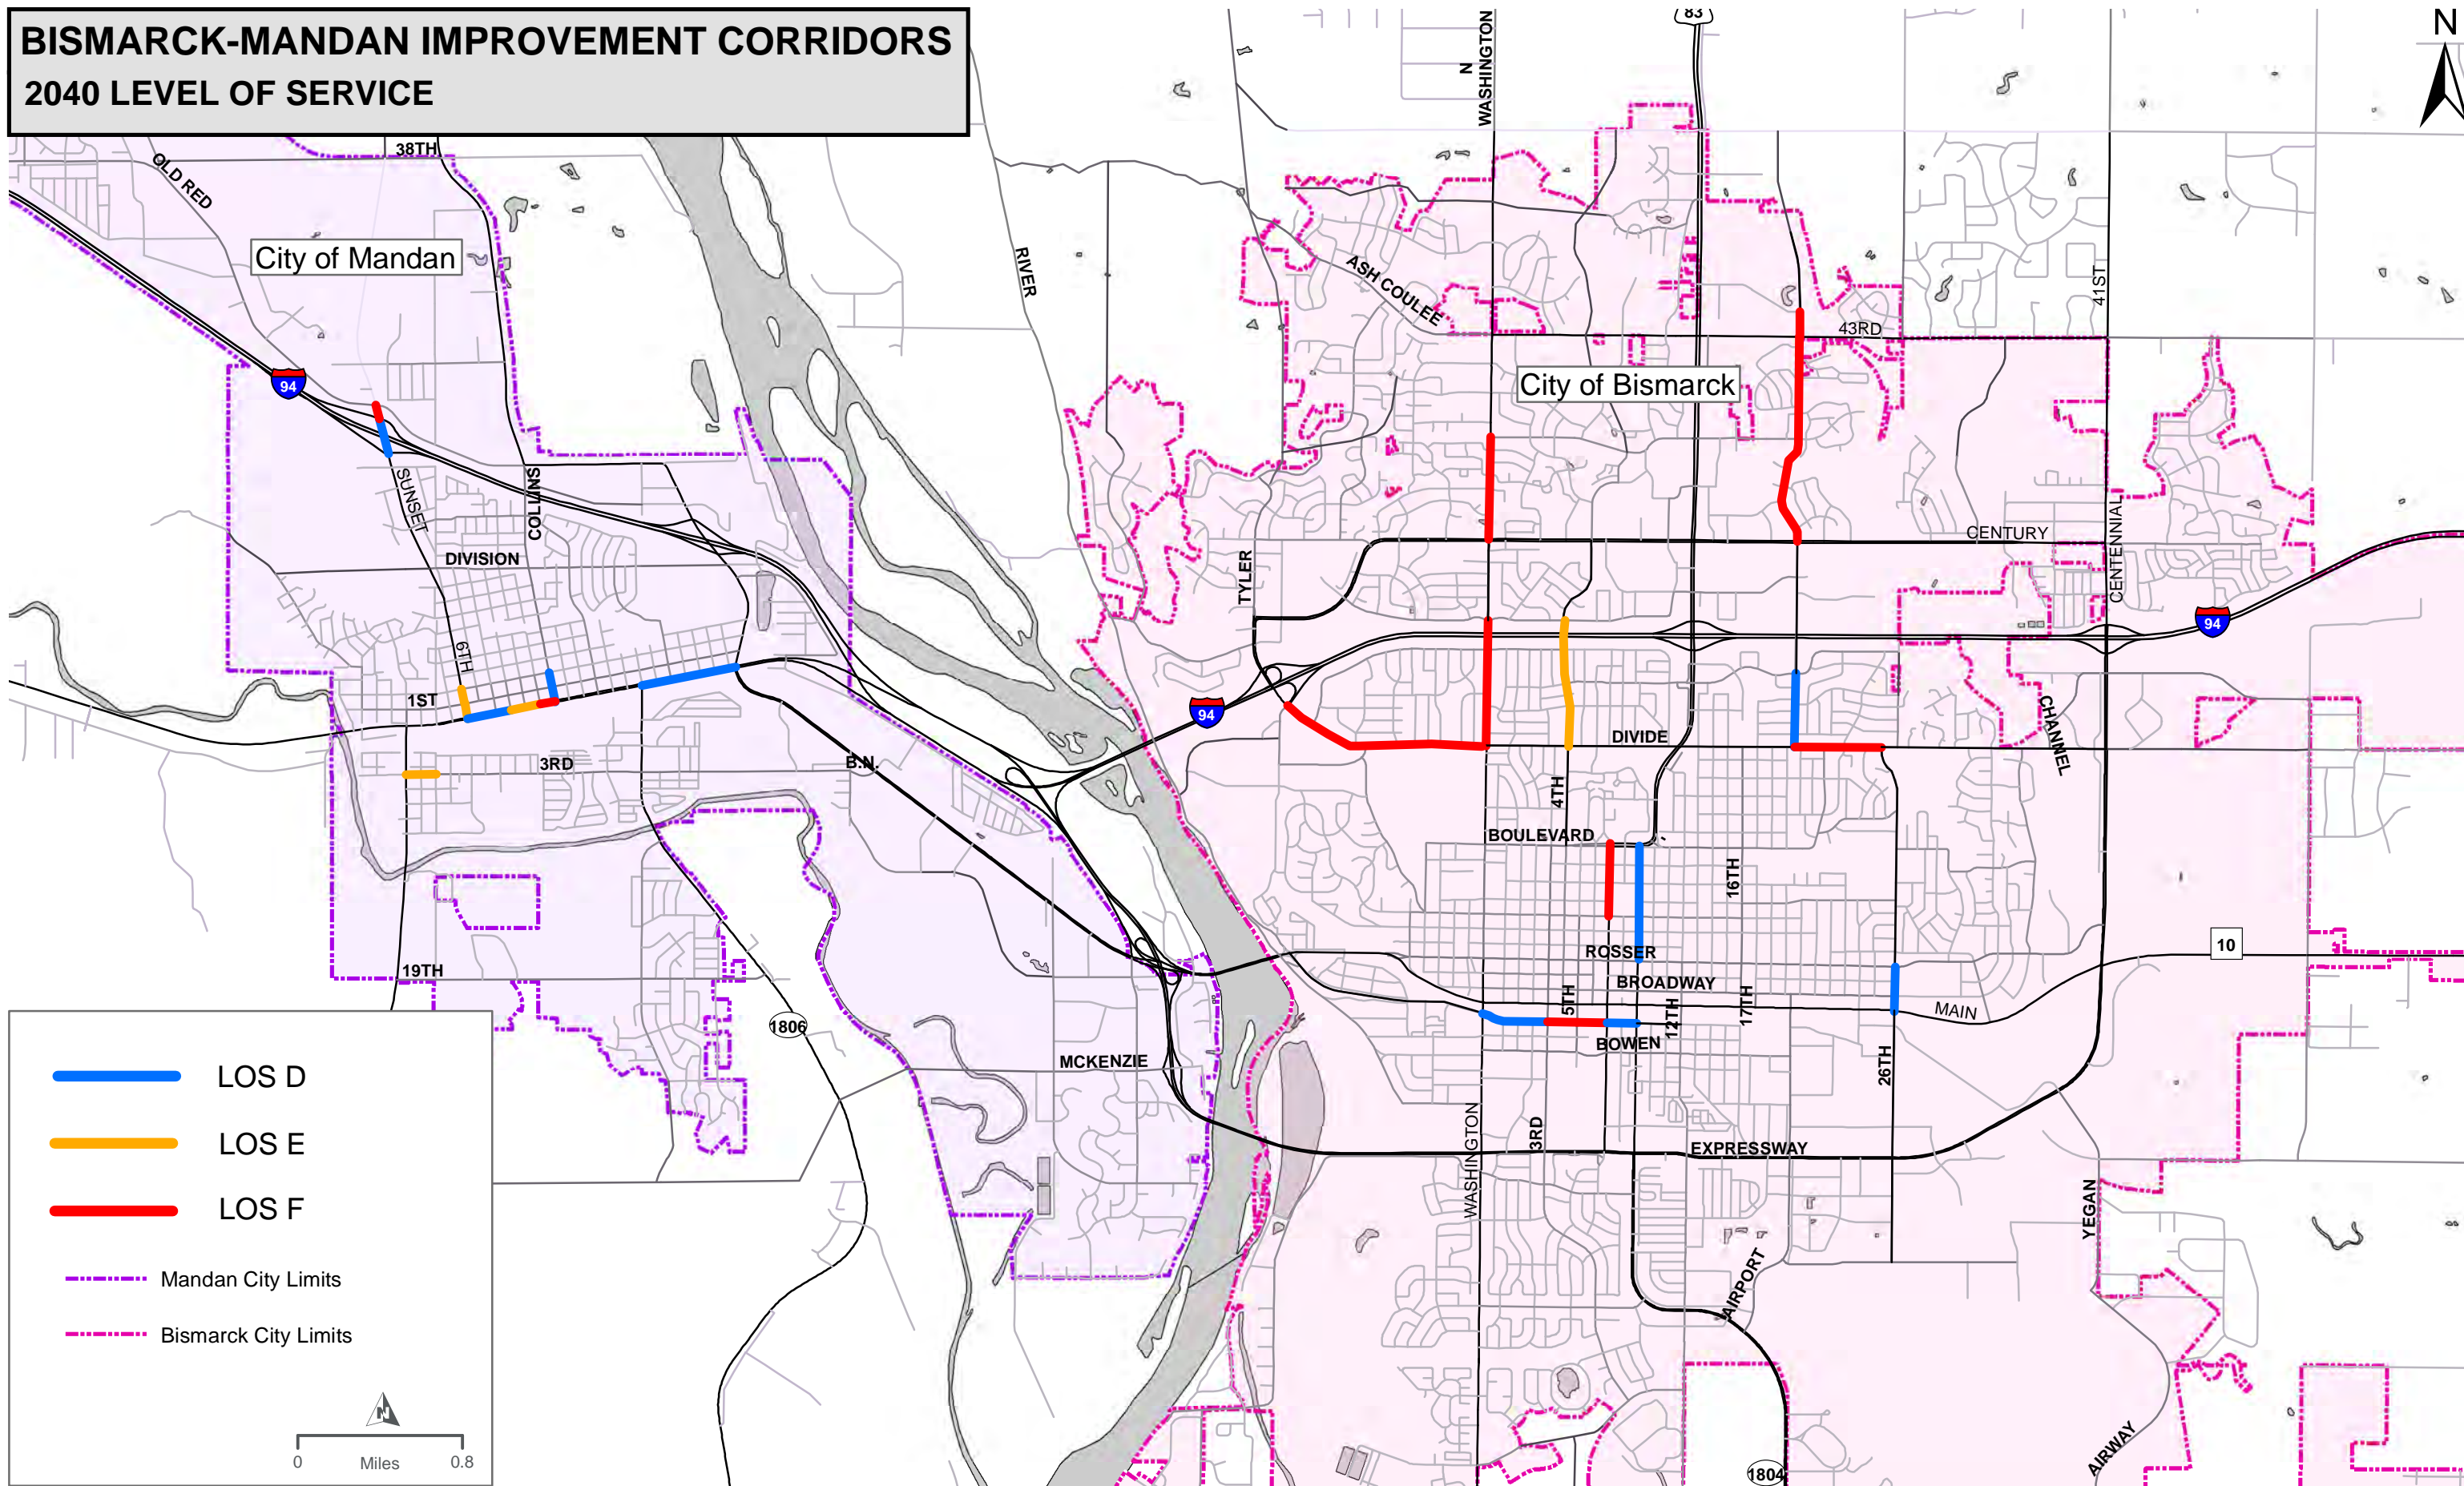 BISMARCK-MANDAN IMPROVEMENT CORRIDORS
2040 LEVEL OF SERVICE
N
83
N WASHINGTON
38TH
OLD RED
City of Mandan
RIVER
ASH COULEE
41ST
43RD
94
City of Bismarck
SUNSET
COLLINS
DIVISION
TYLER
CENTURY
CENTENNIAL
94
6TH
1ST
94
CHANNEL
3RD
B.N.
DIVIDE
4TH
BOULEVARD
16TH
ROSSER
10
19TH
BROADWAY
5TH
12TH
17TH
MAIN
1806
BOWEN
MCKENZIE
26TH
WASHINGTON
3RD
EXPRESSWAY
YEGAN
AIRPORT
1804
AIRWAY
LOS D
LOS E
LOS F
Mandan City Limits
Bismarck City Limits
N
0 Miles 0.8